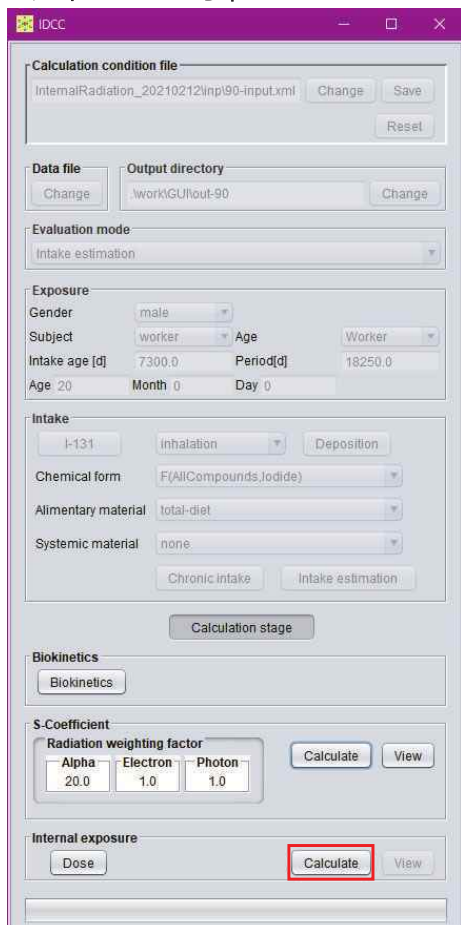 IDCC
Calculation condition file
InternalRadiation_20210212\inp\90-input.xml Change Save
Reset
Data file Output directory
Change .\work\GUI\out-90 Change
Evaluation mode
Intake estimation
Exposure
Gender male
Subject worker Age Worker
Intake age [d] 7300.0 Period[d] 18250.0
Age 20 Month 0 Day 0
Intake
I-131 inhalation Deposition
Chemical form F(AllCompounds,Iodide)
Alimentary material total-diet
Systemic material none
Chronic intake Intake estimation
Calculation stage
Biokinetics
Biokinetics
S-Coefficient
Radiation weighting factor
Alpha Electron Photon Calculate View
20.0 1.0 1.0
Internal exposure
Dose Calculate View